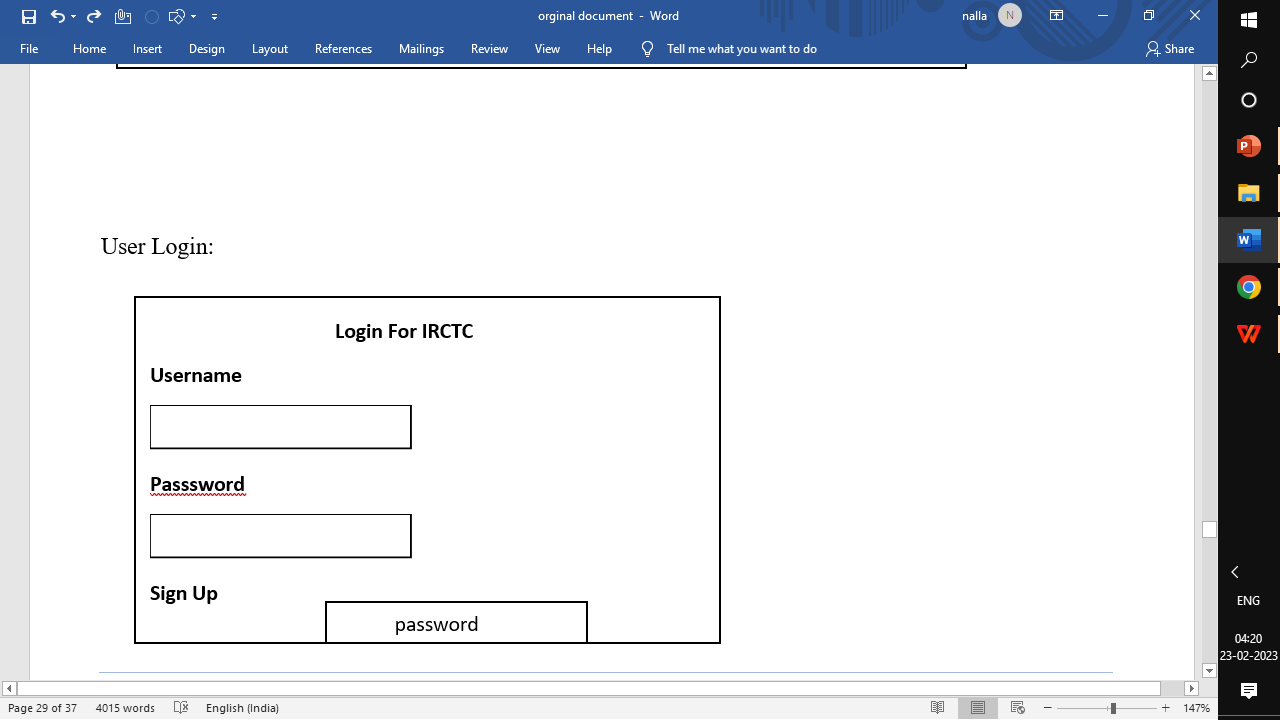 orginal document - Word
nalla
N
File Home Insert Design Layout References Mailings Review View Help Tell me what you want to do Share
User Login:
Login For IRCTC
Username
Passsword
Sign Up
password
Page 29 of 37 4015 words English (India) 147%
ENG
04:20
23-02-2023